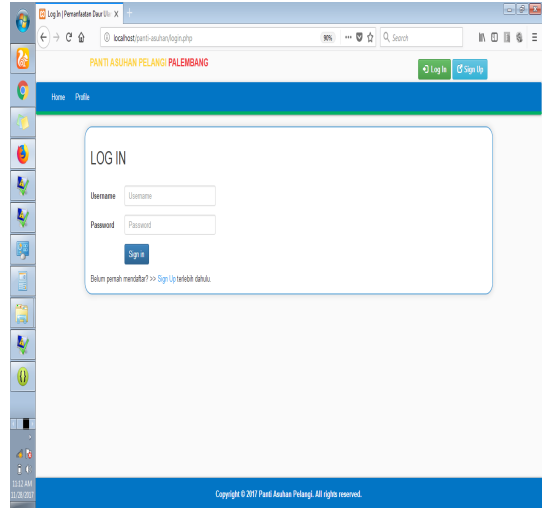 Log In | Pemanfaatan Daur Ula
localhost/panti-asuhan/login.php
90%
Search
PANTI ASUHAN PELANGI PALEMBANG
Log In
Sign Up
Home Profile
LOG IN
Username Username
Password Password
Sign in
Belum pernah mendaftar? >> Sign Up terlebih dahulu.
Copyright © 2017 Panti Asuhan Pelangi. All rights reserved.
11:12 AM
11/28/2017